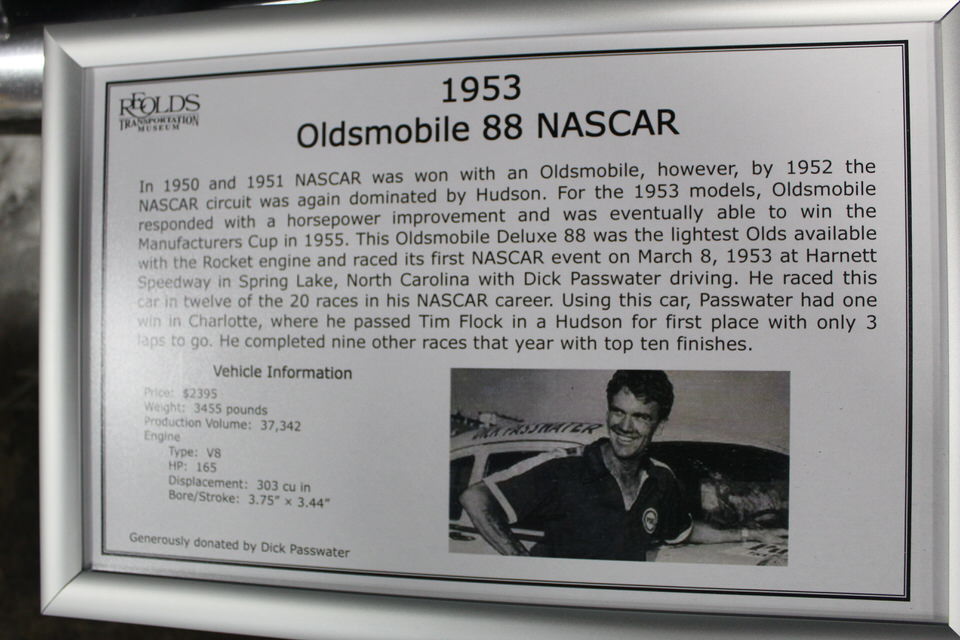 REOLDS
TRANSPORTATION
MUSEUM
1953
Oldsmobile 88 NASCAR
In 1950 and 1951 NASCAR was won with an Oldsmobile, however, by 1952 the
NASCAR circuit was again dominated by Hudson. For the 1953 models, Oldsmobile
responded with a horsepower improvement and was eventually able to win the
Manufacturers Cup in 1955. This Oldsmobile Deluxe 88 was the lightest Olds available
with the Rocket engine and raced its first NASCAR event on March 8, 1953 at Harnett
Speedway in Spring Lake, North Carolina with Dick Passwater driving. He raced this
car in twelve of the 20 races in his NASCAR career. Using this car, Passwater had one
win in Charlotte, where he passed Tim Flock in a Hudson for first place with only 3
laps to go. He completed nine other races that year with top ten finishes.
Vehicle Information
Price: $2395
Weight: 3455 pounds
Production Volume: 37,342
Engine
Type: V8
HP: 165
Displacement: 303 cu in
Bore/Stroke: 3.75" × 3.44"
DICK PASSWATER
Generously donated by Dick Passwater